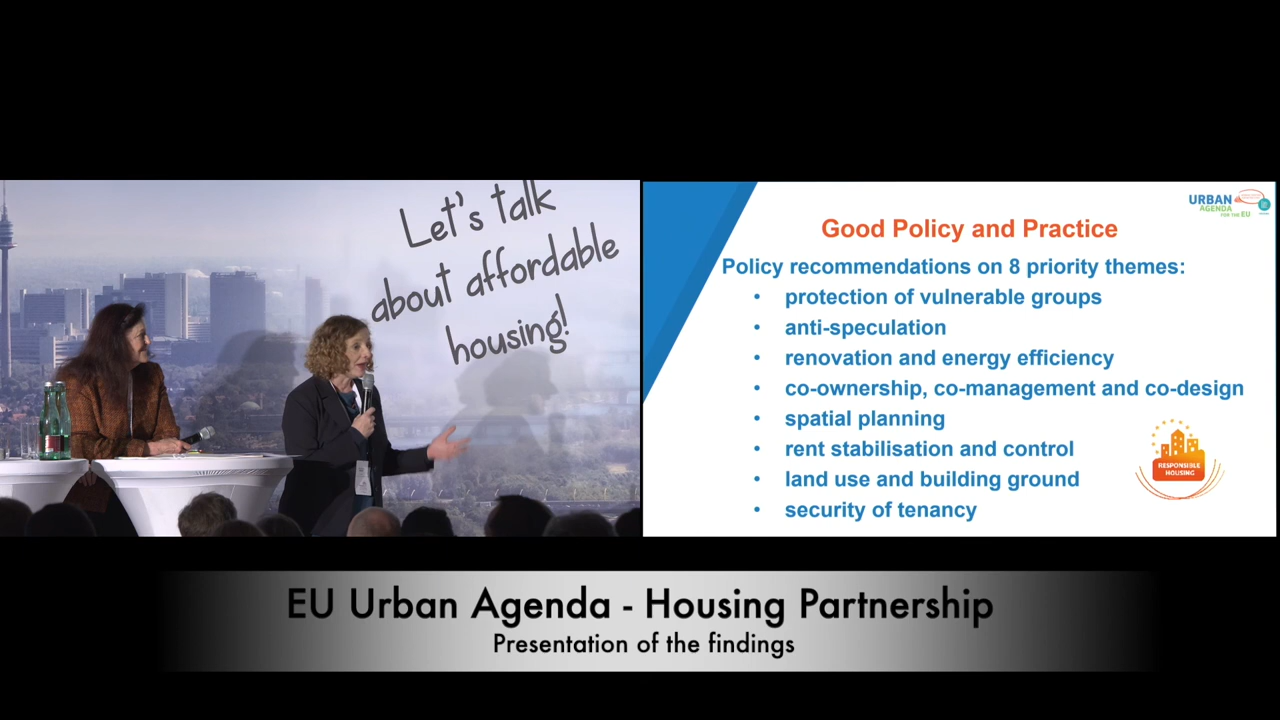 Let's talk
about affordable
housing!
URBAN
AGENDA
FOR THE EU
Good Policy and Practice
Policy recommendations on 8 priority themes:
• protection of vulnerable groups
• anti-speculation
• renovation and energy efficiency
• co-ownership, co-management and co-design
• spatial planning
• rent stabilisation and control
• land use and building ground
• security of tenancy
RESPONSIBLE
HOUSING
EU Urban Agenda - Housing Partnership
Presentation of the findings